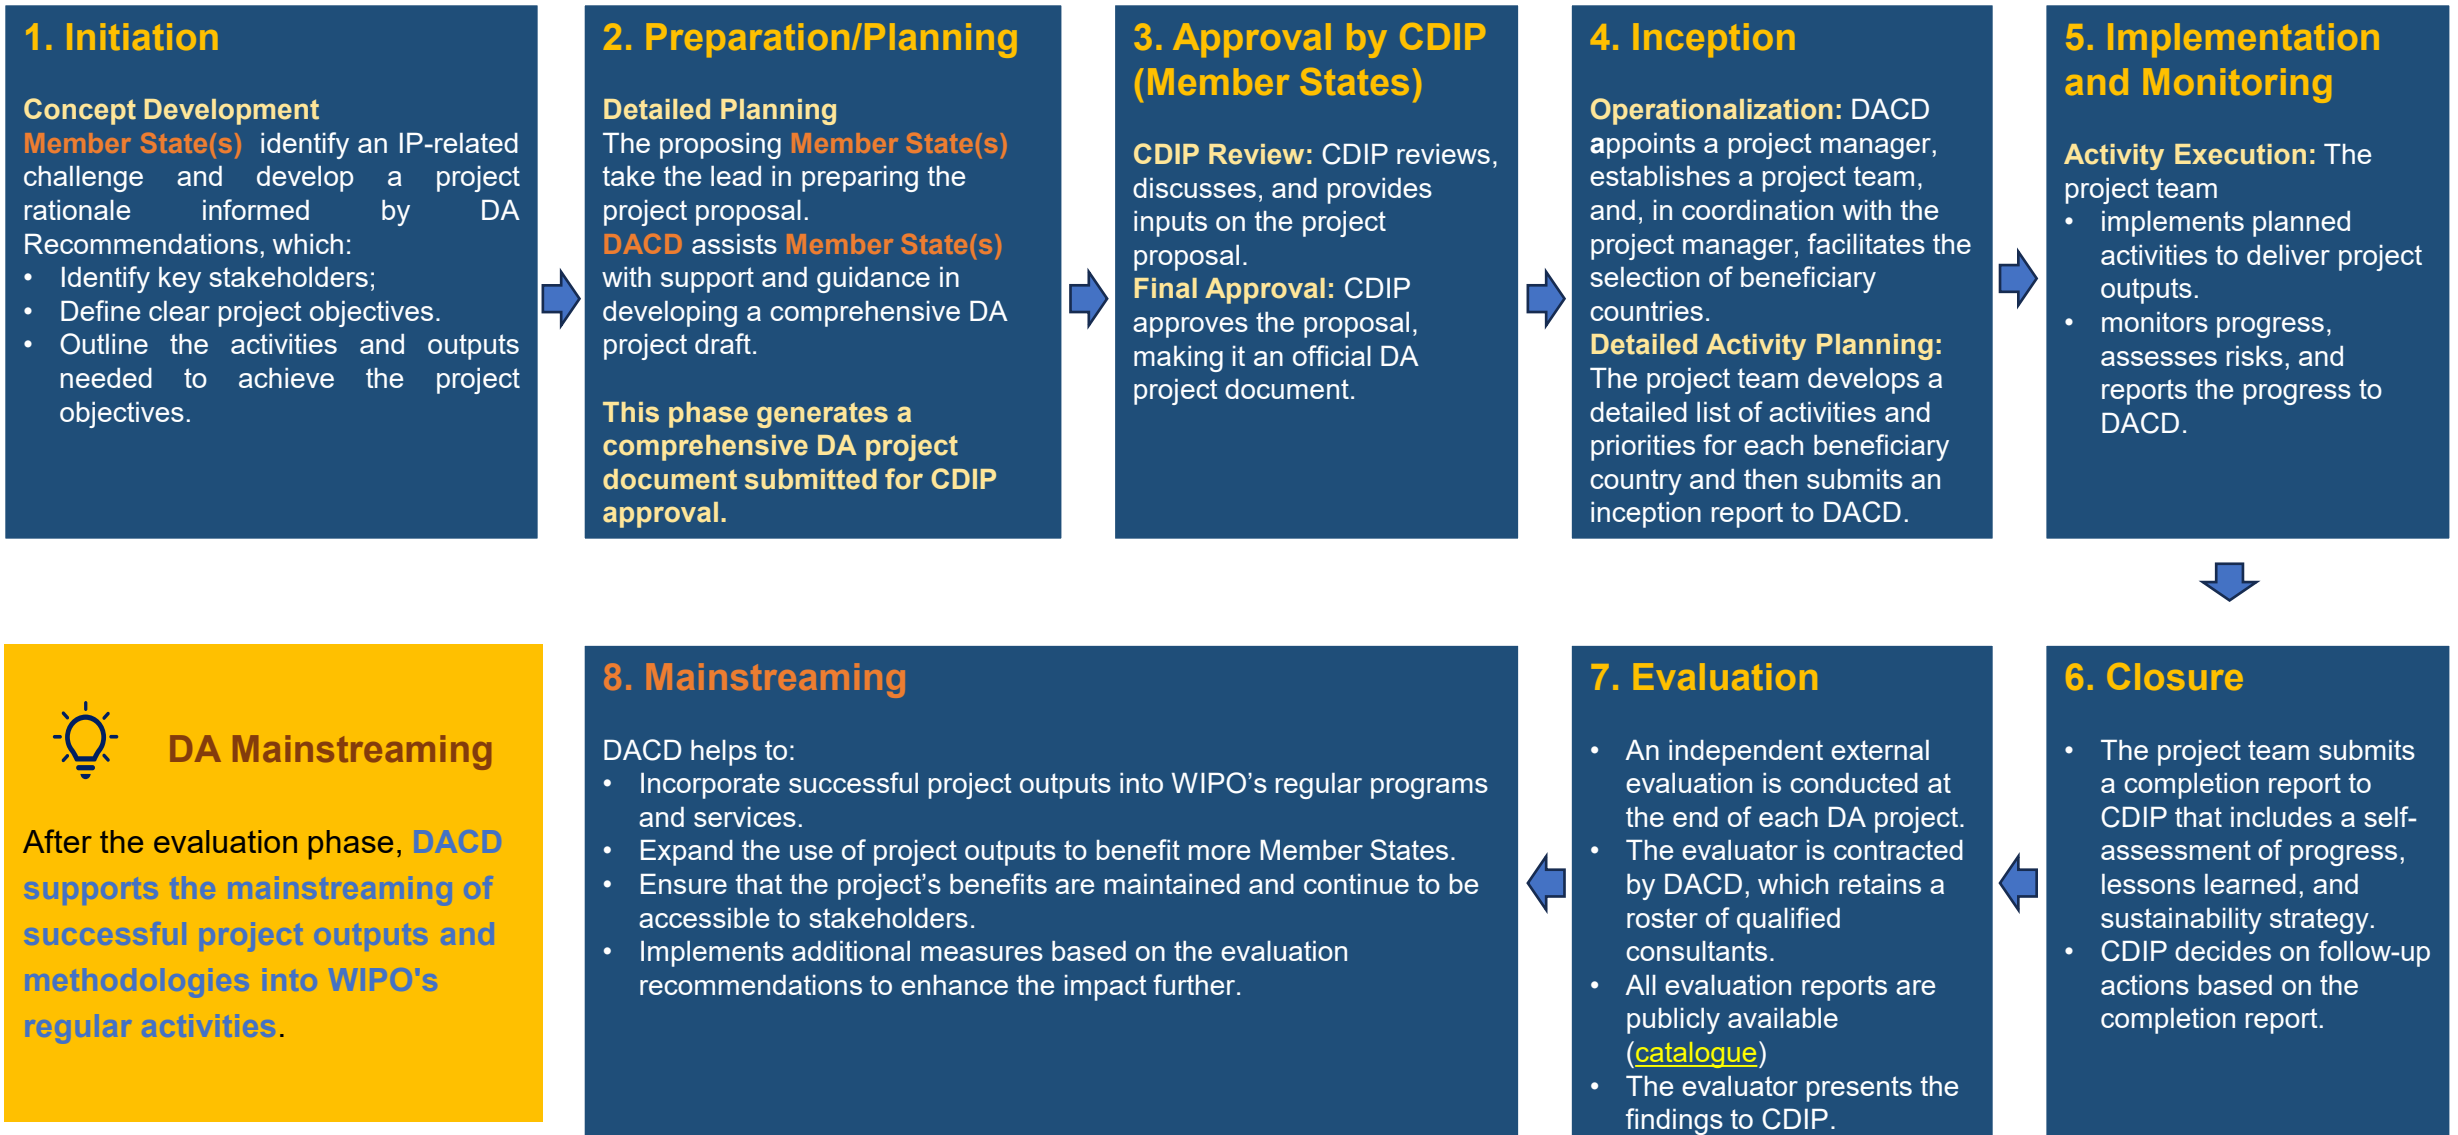 1. Initiation
Concept Development
Member State(s) identify an IP-related
challenge and develop a project
rationale informed by DA
Recommendations, which:
• Identify key stakeholders;
• Define clear project objectives.
• Outline the activities and outputs
needed to achieve the project
objectives.
2. Preparation/Planning
Detailed Planning
The proposing Member State(s)
take the lead in preparing the
project proposal.
DACD assists Member State(s)
with support and guidance in
developing a comprehensive DA
project draft.
This phase generates a
comprehensive DA project
document submitted for CDIP
approval.
3. Approval by CDIP
(Member States)
CDIP Review: CDIP reviews,
discusses, and provides
inputs on the project
proposal.
Final Approval: CDIP
approves the proposal,
making it an official DA
project document.
4. Inception
Operationalization: DACD
appoints a project manager,
establishes a project team,
and, in coordination with the
project manager, facilitates the
selection of beneficiary
countries.
Detailed Activity Planning:
The project team develops a
detailed list of activities and
priorities for each beneficiary
country and then submits an
inception report to DACD.
5. Implementation
and Monitoring
Activity Execution: The
project team
• implements planned
activities to deliver project
outputs.
• monitors progress,
assesses risks, and
reports the progress to
DACD.
6. Closure
• The project team submits
a completion report to
CDIP that includes a self-
assessment of progress,
lessons learned, and
sustainability strategy.
• CDIP decides on follow-up
actions based on the
completion report.
7. Evaluation
• An independent external
evaluation is conducted at
the end of each DA project.
• The evaluator is contracted
by DACD, which retains a
roster of qualified
consultants.
• All evaluation reports are
publicly available
(catalogue)
• The evaluator presents the
findings to CDIP.
8. Mainstreaming
DACD helps to:
• Incorporate successful project outputs into WIPO’s regular programs
and services.
• Expand the use of project outputs to benefit more Member States.
• Ensure that the project’s benefits are maintained and continue to be
accessible to stakeholders.
• Implements additional measures based on the evaluation
recommendations to enhance the impact further.
DA Mainstreaming
After the evaluation phase, DACD
supports the mainstreaming of
successful project outputs and
methodologies into WIPO's
regular activities.